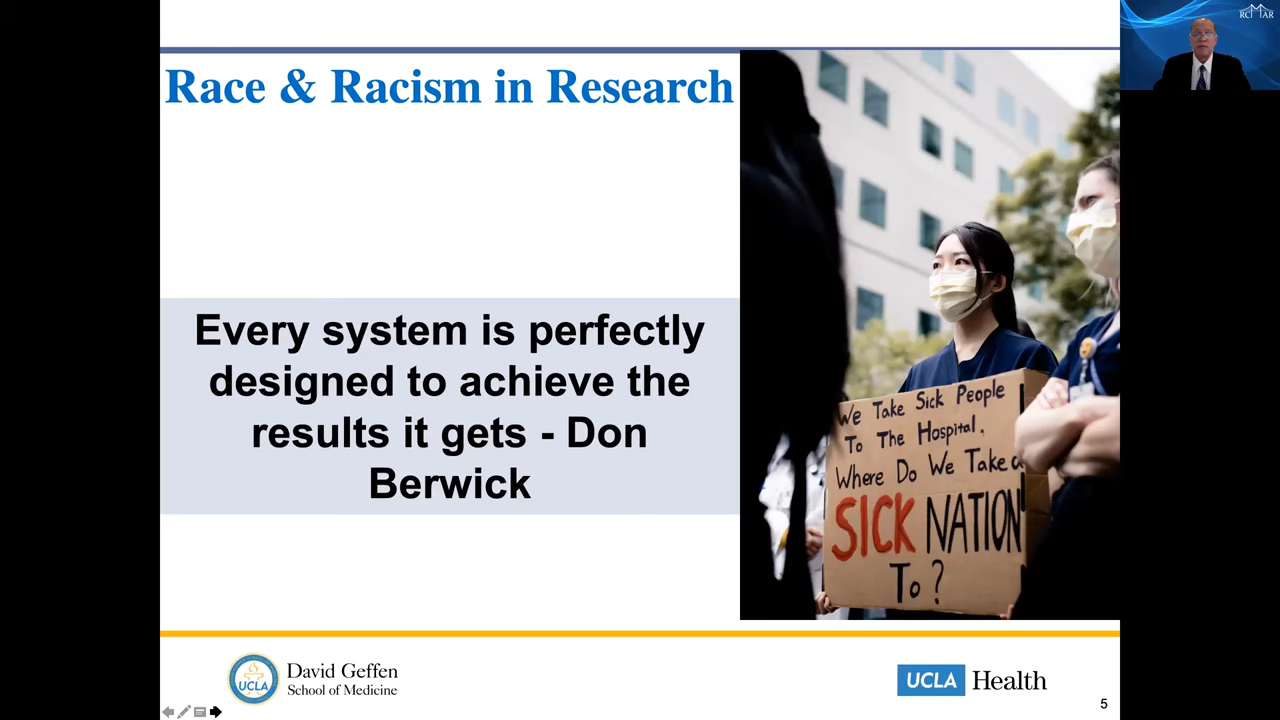 RCMAR
Race & Racism in Research
Every system is perfectly
designed to achieve the
results it gets - Don
Berwick
We Take Sick People
To The Hospital,
Where Do We Take a
SICK NATION
To?
UCLA
David Geffen
School of Medicine
UCLA Health
5